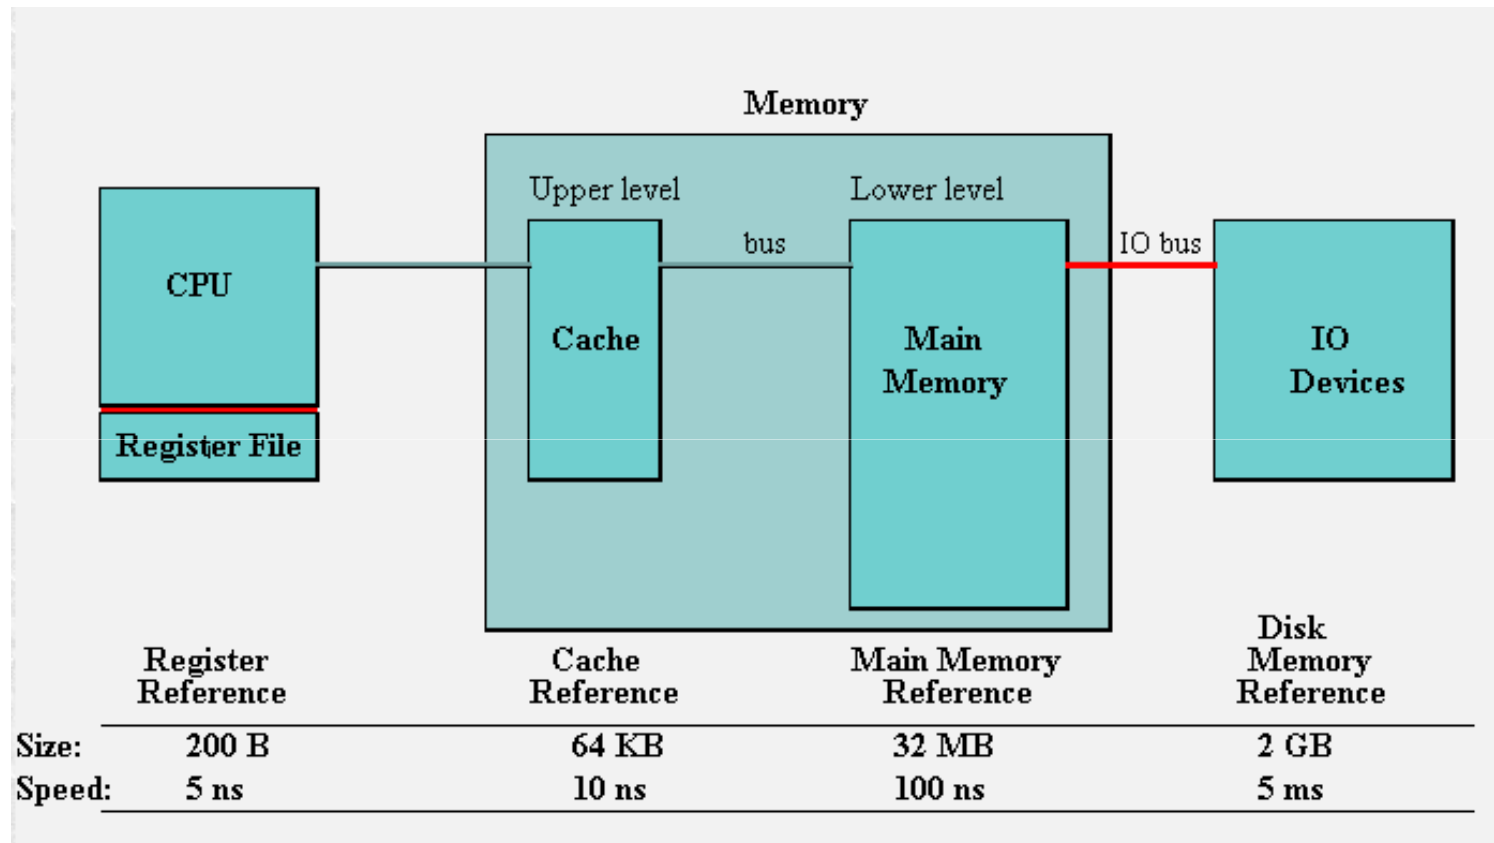 Memory
Upper level
Lower level
bus
IO bus
CPU
Cache
Main
Memory
IO
Devices
Register File
Register
Reference
Cache
Reference
Main Memory
Reference
Disk
Memory
Reference
Size: 200 B 64 KB 32 MB 2 GB
Speed: 5 ns 10 ns 100 ns 5 ms